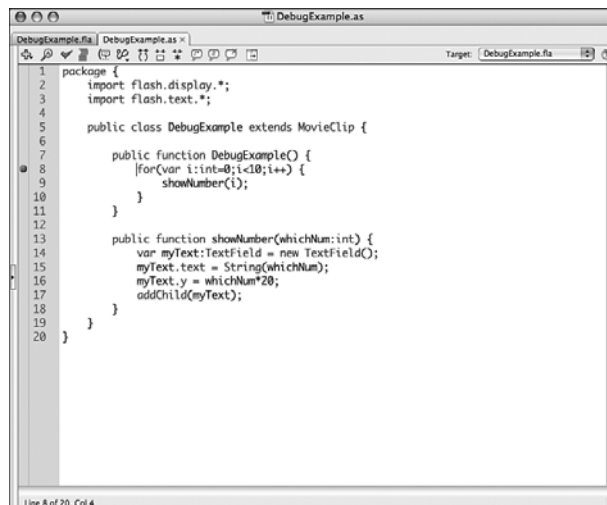 DebugExample.as
DebugExample.fla DebugExample.as ×
Target: DebugExample.fla
1 package {
2 import flash.display.*;
3 import flash.text.*;
4
5 public class DebugExample extends MovieClip {
6
7 public function DebugExample() {
8 for(var i:int=0;i<10;i++) {
9 showNumber(i);
10 }
11 }
12
13 public function showNumber(whichNum:int) {
14 var myText:TextField = new TextField();
15 myText.text = String(whichNum);
16 myText.y = whichNum*20;
17 addChild(myText);
18 }
19 }
20 }
Line 8 of 20, Col 4